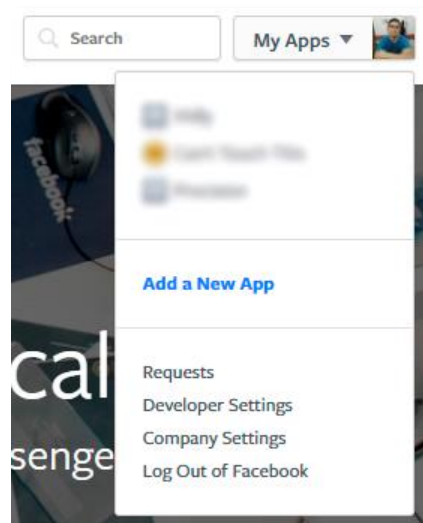 Search
My Apps
facebook
Add a New App
cal
Requests
Developer Settings
senge
Company Settings
Log Out of Facebook